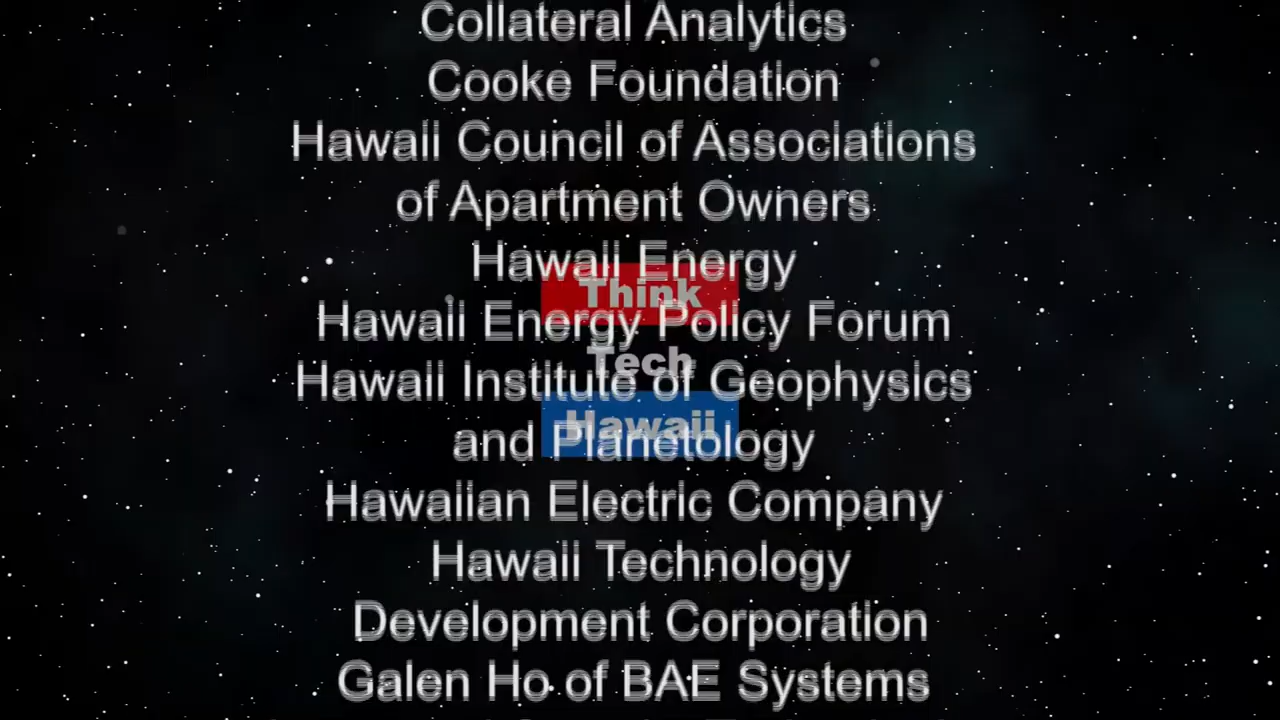 Collateral Analytics
Cooke Foundation
Hawaii Council of Associations
of Apartment Owners
Hawaii Energy
Think
Hawaii Energy Policy Forum
Tech
Hawaii Institute of Geophysics
Hawaii
and Planetology
Hawaiian Electric Company
Hawaii Technology
Development Corporation
Galen Ho of BAE Systems